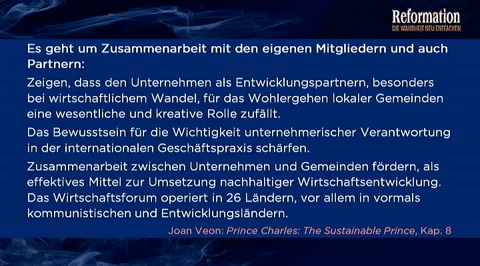 Reformation
DIE WAHRHEIT NEU ENTFACHEN
Es geht um Zusammenarbeit mit den eigenen Mitgliedern und auch
Partnern:
Zeigen, dass den Unternehmen als Entwicklungspartnern, besonders
bei wirtschaftlichem Wandel, für das Wohlergehen lokaler Gemeinden
eine wesentliche und kreative Rolle zufällt.
Das Bewusstsein für die Wichtigkeit unternehmerischer Verantwortung
in der internationalen Geschäftspraxis schärfen.
Zusammenarbeit zwischen Unternehmen und Gemeinden fördern, als
effektives Mittel zur Umsetzung nachhaltiger Wirtschaftsentwicklung.
Das Wirtschaftsforum operiert in 26 Ländern, vor allem in vormals
kommunistischen und Entwicklungsländern.
Joan Veon: Prince Charles: The Sustainable Prince, Kap. 8